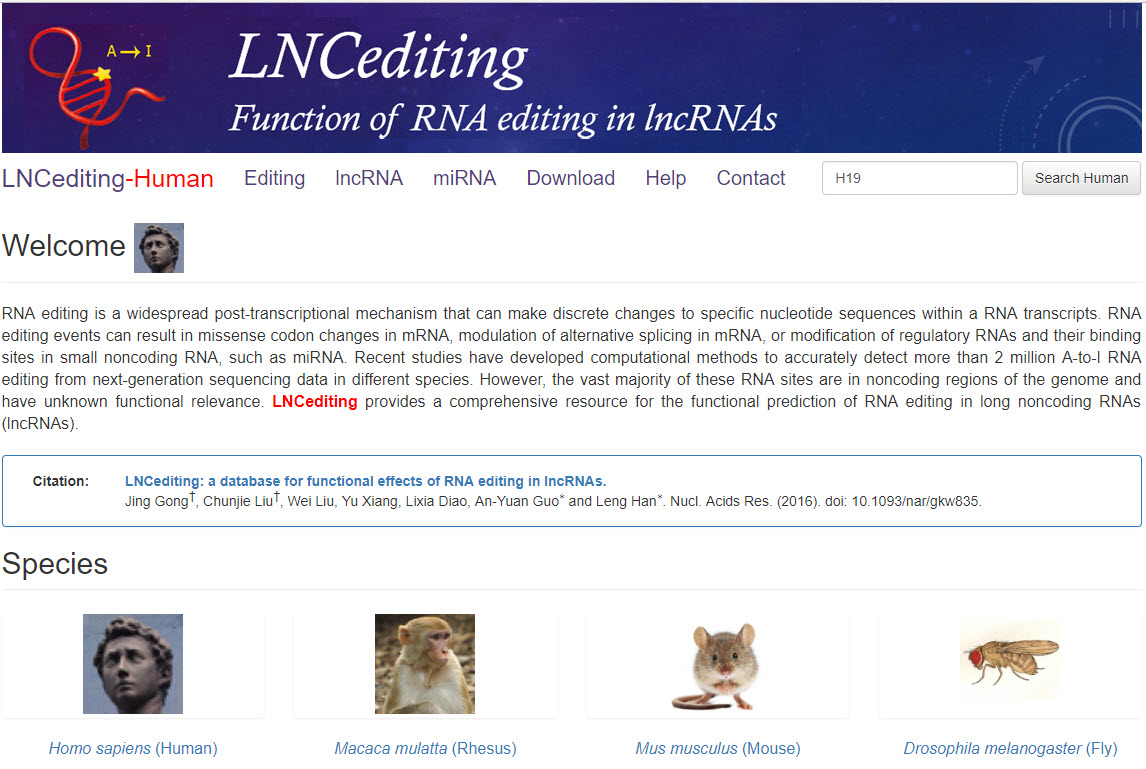 A→I
LNCediting
Function of RNA editing in lncRNAs
LNCediting-Human Editing lncRNA miRNA Download Help Contact H19 Search Human
Welcome
RNA editing is a widespread post-transcriptional mechanism that can make discrete changes to specific nucleotide sequences within a RNA transcripts. RNA
editing events can result in missense codon changes in mRNA, modulation of alternative splicing in mRNA, or modification of regulatory RNAs and their binding
sites in small noncoding RNA, such as miRNA. Recent studies have developed computational methods to accurately detect more than 2 million A-to-I RNA
editing from next-generation sequencing data in different species. However, the vast majority of these RNA sites are in noncoding regions of the genome and
have unknown functional relevance. LNCediting provides a comprehensive resource for the functional prediction of RNA editing in long noncoding RNAs
(lncRNAs).
Citation: LNCediting: a database for functional effects of RNA editing in lncRNAs.
Jing Gong†, Chunjie Liu†, Wei Liu, Yu Xiang, Lixia Diao, An-Yuan Guo* and Leng Han*. Nucl. Acids Res. (2016). doi: 10.1093/nar/gkw835.
Species
Homo sapiens (Human) Macaca mulatta (Rhesus) Mus musculus (Mouse) Drosophila melanogaster (Fly)